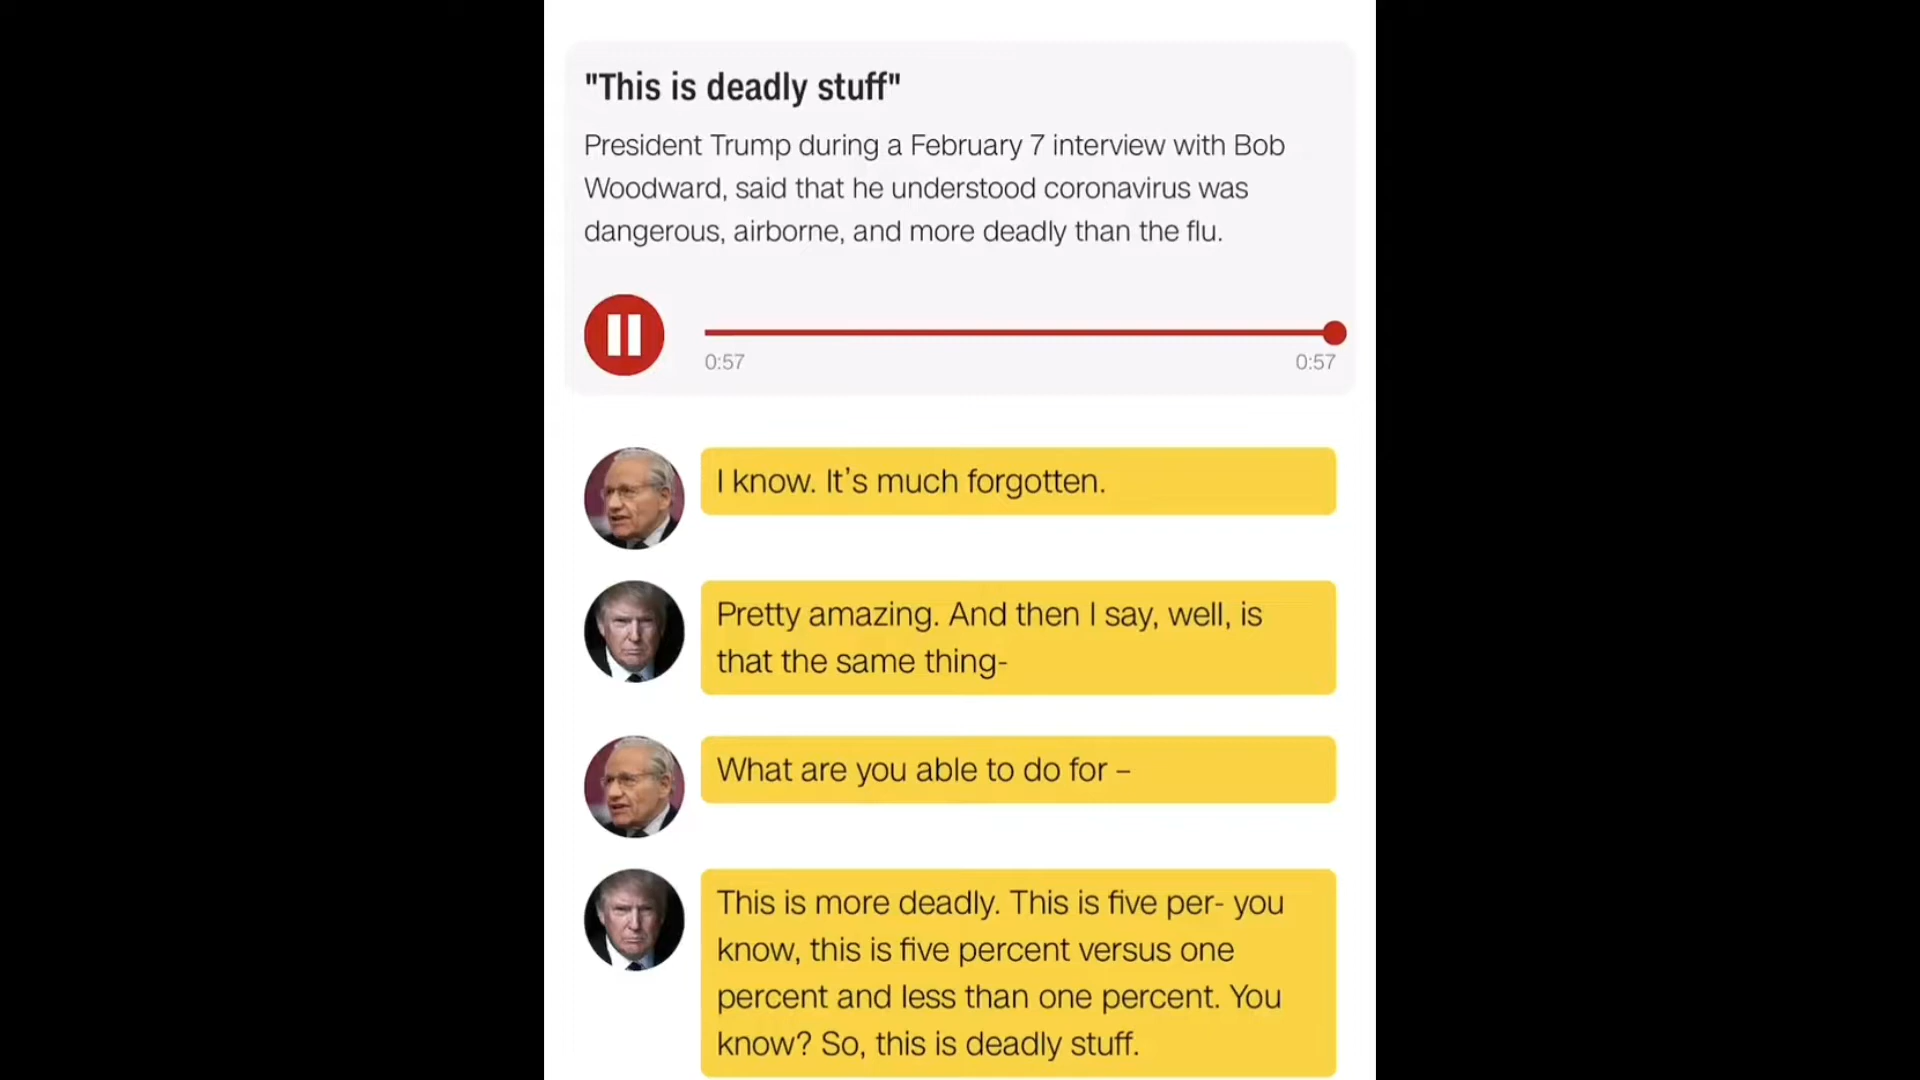 "This is deadly stuff"
President Trump during a February 7 interview with Bob
Woodward, said that he understood coronavirus was
dangerous, airborne, and more deadly than the flu.
0:57
0:57
I know. It’s much forgotten.
Pretty amazing. And then I say, well, is
that the same thing-
What are you able to do for –
This is more deadly. This is five per- you
know, this is five percent versus one
percent and less than one percent. You
know? So, this is deadly stuff.